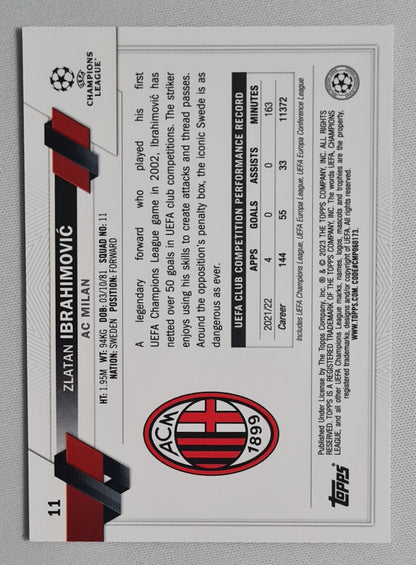 11
ZLATAN
IBRAHIMOVIĆ
AC MILAN
HT: 1.95M WT: 94KG DOB: 03/10/81 SQUAD NO: 11
NATION: SWEDEN POSITION: FORWARD
UEFA
CHAMPIONS
LEAGUE
A legendary forward who played his first
UEFA Champions League game in 2002, Ibrahimović has
netted over 50 goals in UEFA club competitions. The striker
enjoys using his skills to create attacks and thread passes.
Around the opposition's penalty box, the iconic Swede is as
dangerous as ever.
ACM
1899
UEFA CLUB COMPETITION PERFORMANCE RECORD
APPS GOALS ASSISTS MINUTES
2021/22 4 0 0 163
Career 144 55 33 11372
Includes UEFA Champions League, UEFA Europa League, UEFA Europa Conference League
topps
Published Under License by The Topps Company, Inc. ® & © 2023 THE TOPPS COMPANY, INC. ALL RIGHTS
RESERVED. TOPPS IS A REGISTERED TRADEMARK OF THE TOPPS COMPANY, INC. The words UEFA, CHAMPIONS
LEAGUE, and all other UEFA Champions League marks, names, logos, mascots and trophies are the property,
registered trademarks, designs and/or copyright of UEFA. All rights reserved.
WWW.TOPPS.COM. CODE#CMP100173.